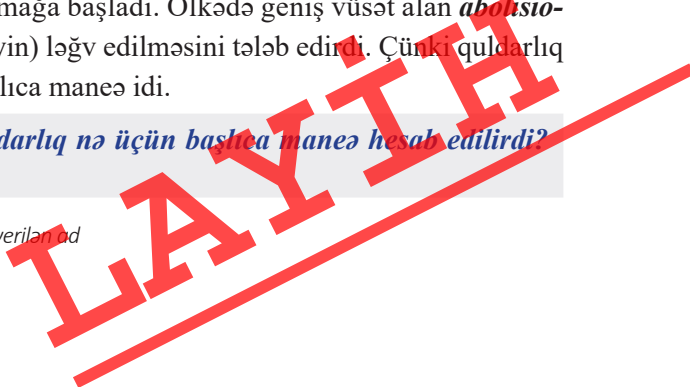 mağa başladı. Ölkədə geniş vüsət alan abolisio-
yin) ləğv edilməsini tələb edirdi. Çünki quldarlıq
lıca maneə idi.
darlıq nə üçün başlıca maneə hesab edilirdi?
verilən ad
LAYİH